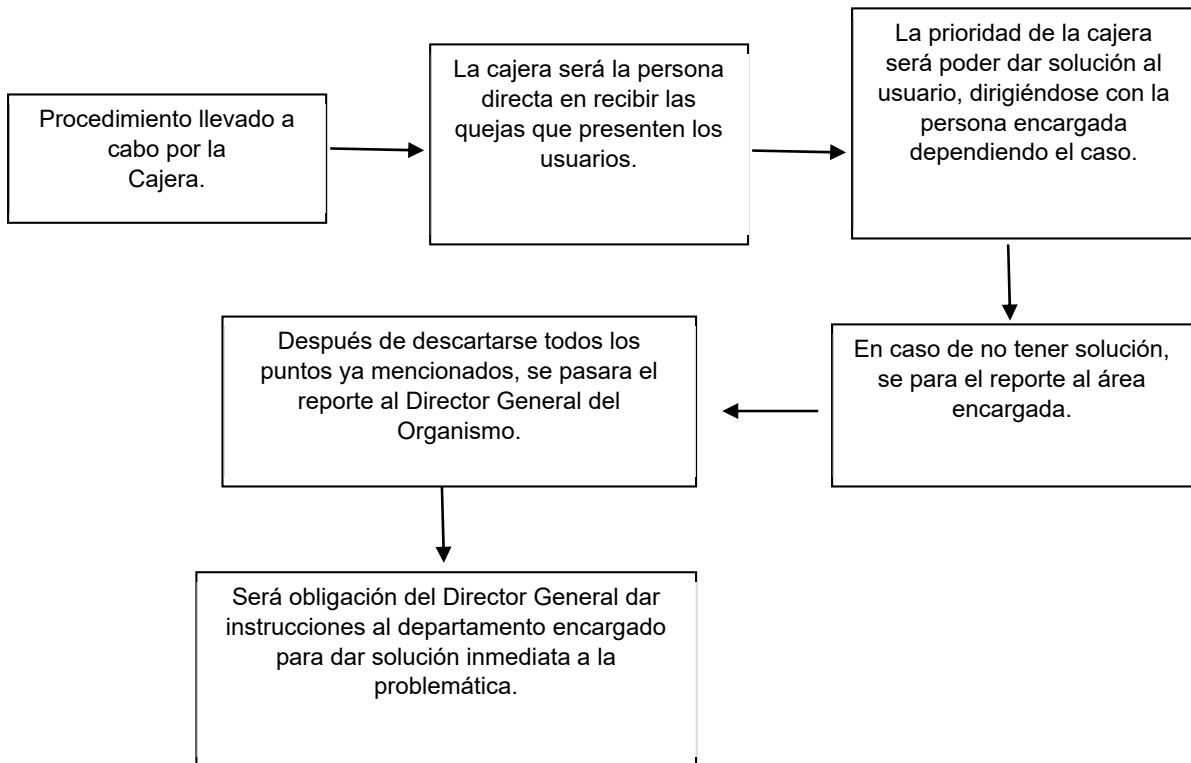 Procedimiento llevado a
cabo por la
Cajera.
La cajera será la persona
directa en recibir las
quejas que presenten los
usuarios.
La prioridad de la cajera
será poder dar solución al
usuario, dirigiéndose con la
persona encargada
dependiendo el caso.
En caso de no tener solución,
se para el reporte al área
encargada.
Después de descartarse todos los
puntos ya mencionados, se pasara el
reporte al Director General del
Organismo.
Será obligación del Director General dar
instrucciones al departamento encargado
para dar solución inmediata a la
problemática.